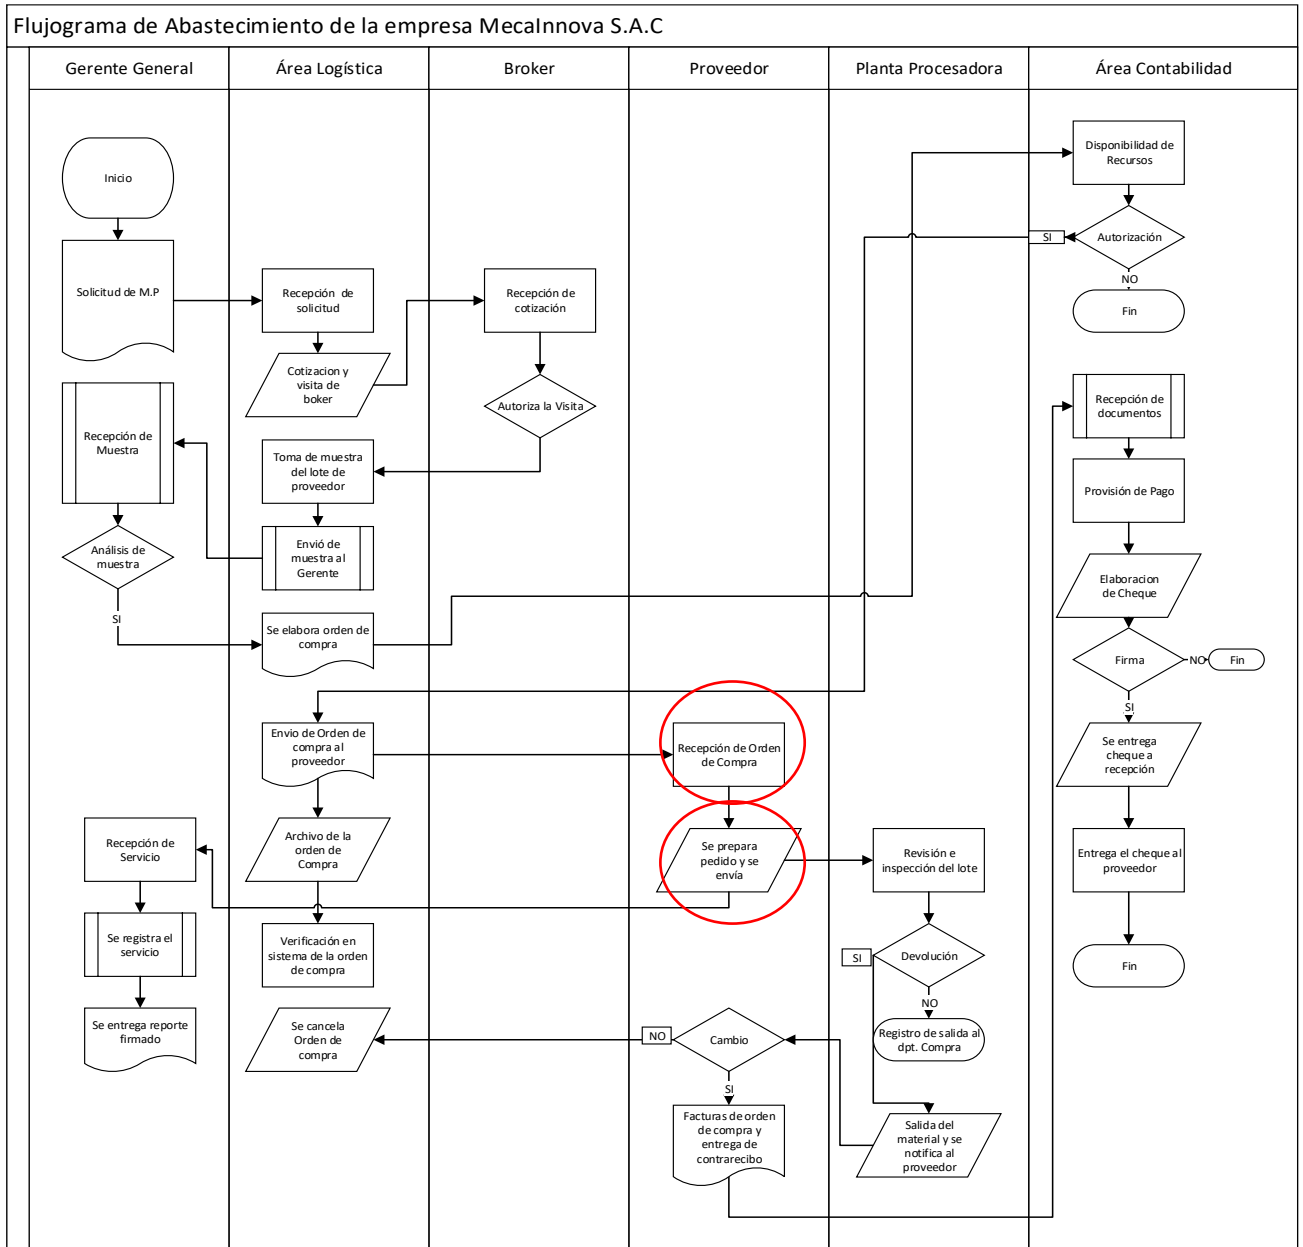 Flujograma de Abastecimiento de la empresa MecaInnova S.A.C
Gerente General
Área Logística
Broker
Proveedor
Planta Procesadora
Área Contabilidad
Inicio
Solicitud de M.P
Recepción de
Muestra
Análisis de
muestra
SI
Recepción de
Servicio
Se registra el
servicio
Se entrega reporte
firmado
Recepción de
solicitud
Cotizacion y
visita de
boker
Toma de muestra
del lote de
proveedor
Envió de
muestra al
Gerente
Se elabora orden de
compra
Envio de Orden de
compra al
proveedor
Archivo de la
orden de
Compra
Verificación en
sistema de la orden
de compra
Se cancela
Orden de
compra
Recepción de
cotización
Autoriza la Visita
Recepción de Orden
de Compra
Se prepara
pedido y se
envía
NO
Cambio
SI
Facturas de orden
de compra y
entrega de
contrarecibo
Revisión e
inspección del lote
SI
Devolución
NO
Registro de salida al
dpt. Compra
Salida del
material y se
notifica al
proveedor
Disponibilidad de
Recursos
SI
Autorización
NO
Fin
Recepción de
documentos
Provisión de Pago
Elaboracion
de Cheque
Firma
NO
Fin
SI
Se entrega
cheque a
recepción
Entrega el cheque al
proveedor
Fin